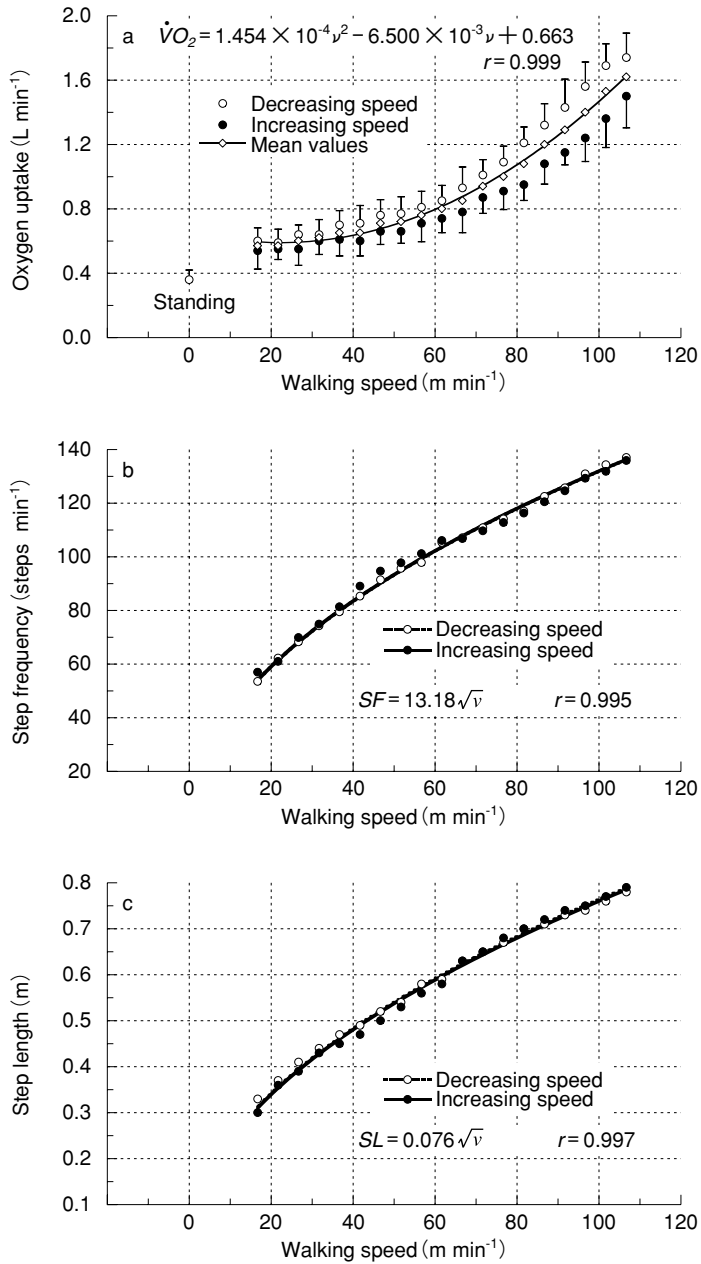 a
V̇O₂ = 1.454 × 10⁻⁴ν² − 6.500 × 10⁻³ν + 0.663
r = 0.999
Decreasing speed
Increasing speed
Mean values
Oxygen uptake (L min⁻¹)
2.0
1.6
1.2
0.8
0.4
0.0
Standing
0 20 40 60 80 100 120
Walking speed (m min⁻¹)
b
Step frequency (steps min⁻¹)
140
120
100
80
60
40
20
Decreasing speed
Increasing speed
SF = 13.18√ν r = 0.995
0 20 40 60 80 100 120
Walking speed (m min⁻¹)
c
Step length (m)
0.8
0.7
0.6
0.5
0.4
0.3
0.2
0.1
Decreasing speed
Increasing speed
SL = 0.076√ν r = 0.997
0 20 40 60 80 100 120
Walking speed (m min⁻¹)